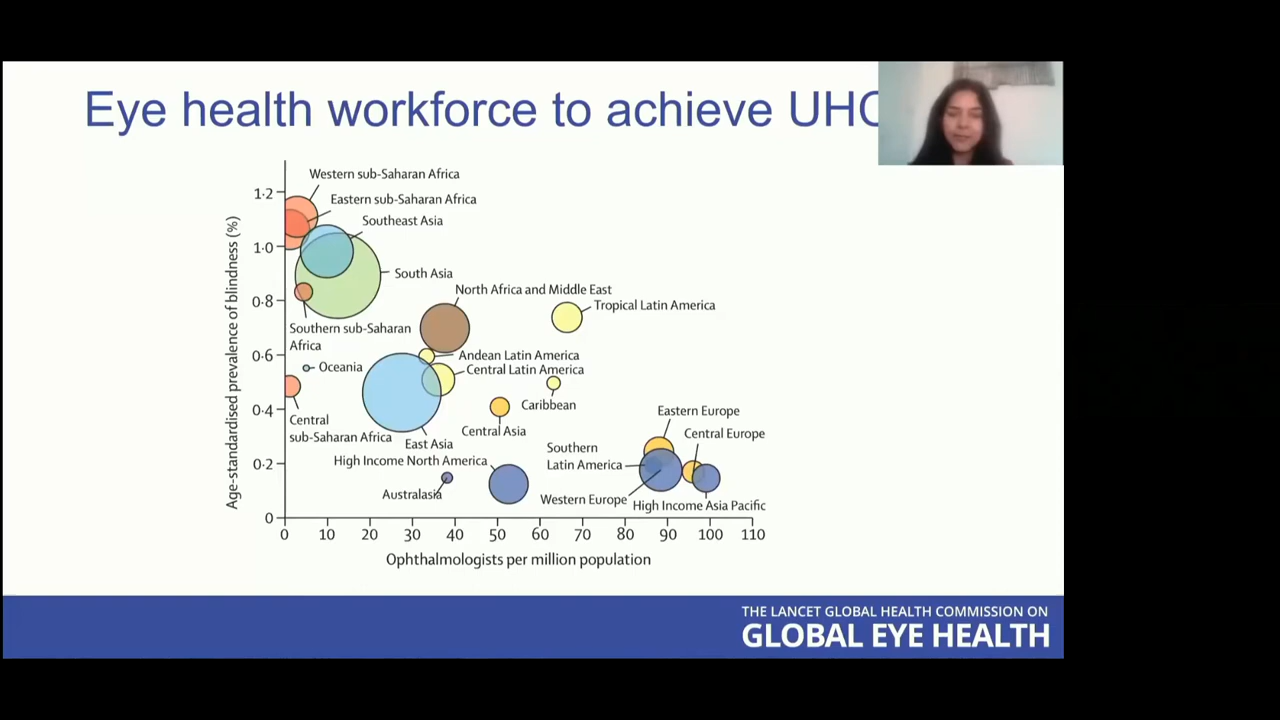 Eye health workforce to achieve UHC
Age-standardised prevalence of blindness (%)
1·2
1·0
0·8
0·6
0·4
0·2
0
Western sub-Saharan Africa
Eastern sub-Saharan Africa
Southeast Asia
South Asia
North Africa and Middle East
Tropical Latin America
Southern sub-Saharan
Africa
Andean Latin America
Oceania
Central Latin America
Caribbean
Central
sub-Saharan Africa
East Asia
Central Asia
Eastern Europe
Central Europe
Southern
Latin America
High Income North America
Australasia
Western Europe
High Income Asia Pacific
0 10 20 30 40 50 60 70 80 90 100 110
Ophthalmologists per million population
THE LANCET GLOBAL HEALTH COMMISSION ON
GLOBAL EYE HEALTH